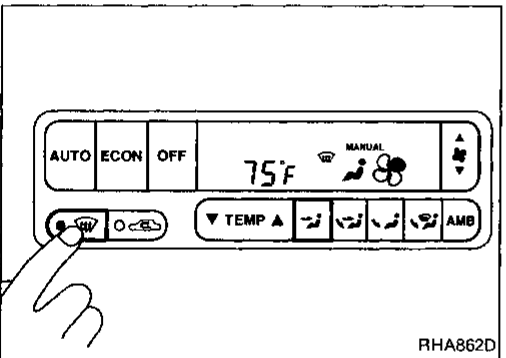 MANUAL
AUTO ECON OFF 75°F
▼ TEMP ▲ AMB
RHA862D